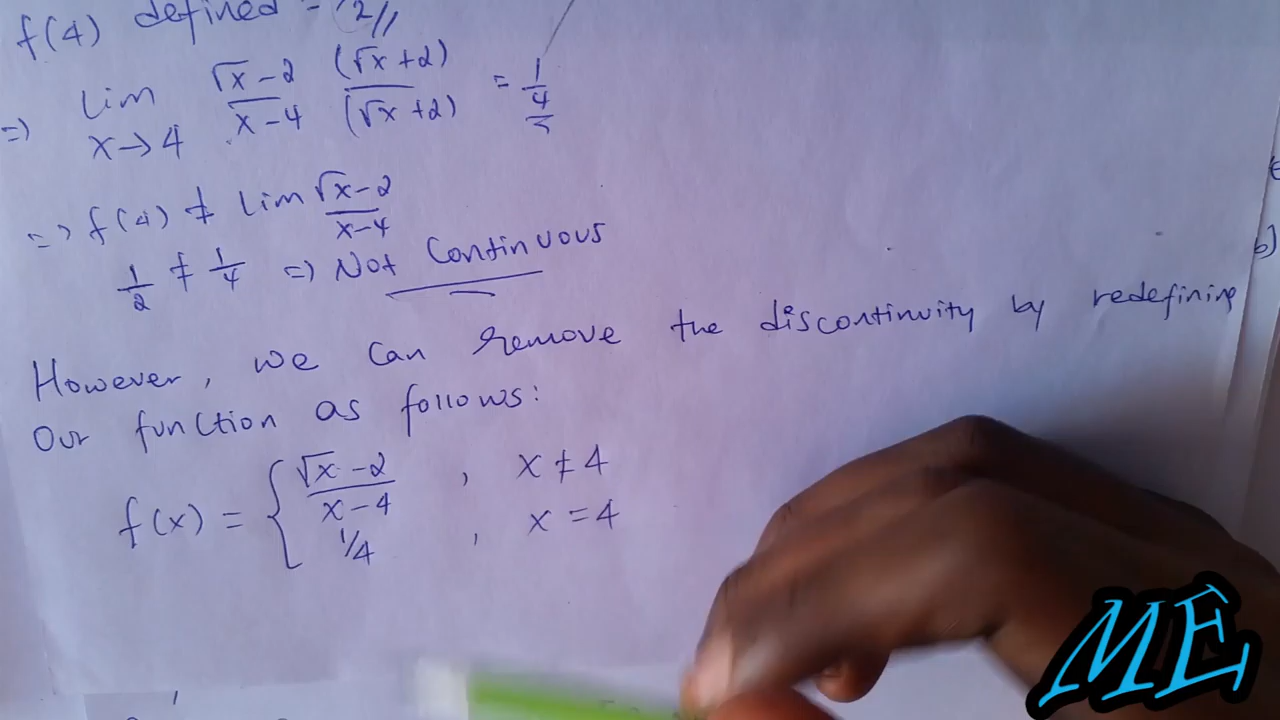 f(4) defined = 2//
=> lim x→4 √x-2/x-4 (√x+2)/(√x+2) = 1/4
=> f(4) ≠ lim √x-2/x-4
1/2 ≠ 1/4 => Not Continuous
However, we can remove the discontinuity by redefining
Our function as follows:
f(x) = { √x-2/x-4 , x ≠ 4
1/4 , x = 4
b)
ME